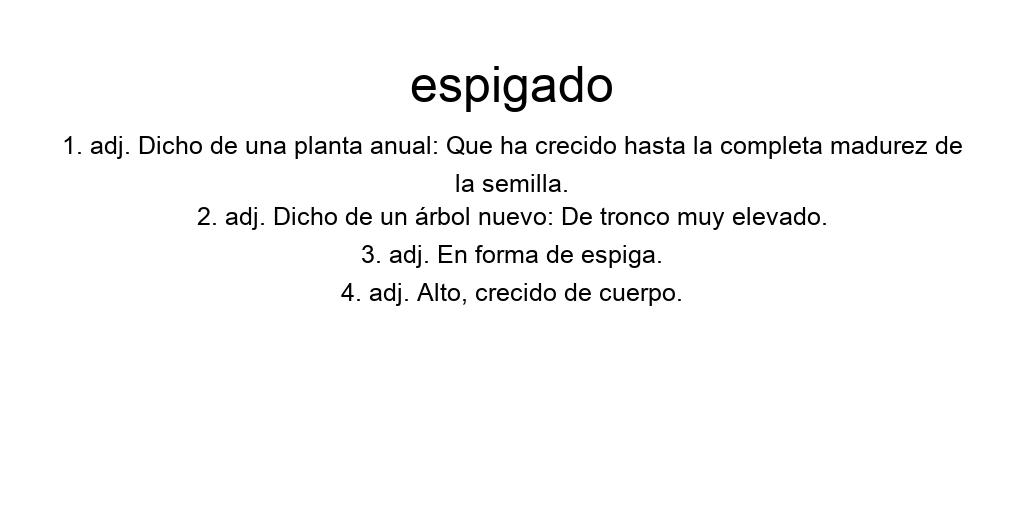 espigado
1. adj. Dicho de una planta anual: Que ha crecido hasta la completa madurez de
la semilla.
2. adj. Dicho de un árbol nuevo: De tronco muy elevado.
3. adj. En forma de espiga.
4. adj. Alto, crecido de cuerpo.